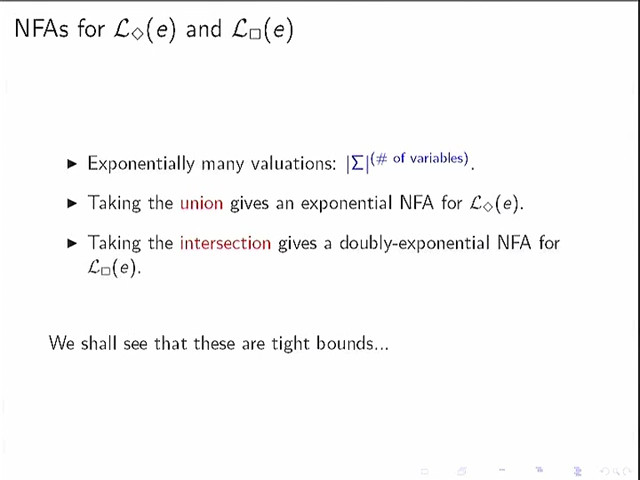 NFAs for 𝓛◇(e) and 𝓛□(e)
▶ Exponentially many valuations: |Σ|^(# of variables).
▶ Taking the union gives an exponential NFA for 𝓛◇(e).
▶ Taking the intersection gives a doubly-exponential NFA for
𝓛□(e).
We shall see that these are tight bounds...